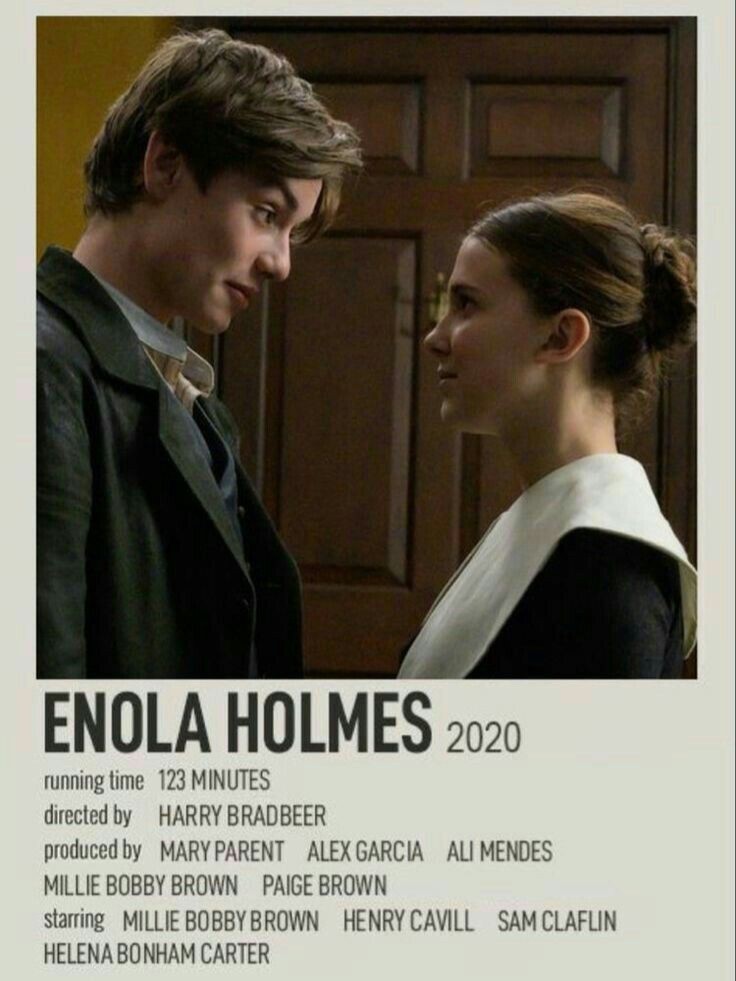 ENOLA HOLMES 2020
running time 123 MINUTES
directed by HARRY BRADBEER
produced by MARY PARENT ALEX GARCIA ALI MENDES
MILLIE BOBBY BROWN PAIGE BROWN
starring MILLIE BOBBY BROWN HENRY CAVILL SAM CLAFLIN
HELENA BONHAM CARTER